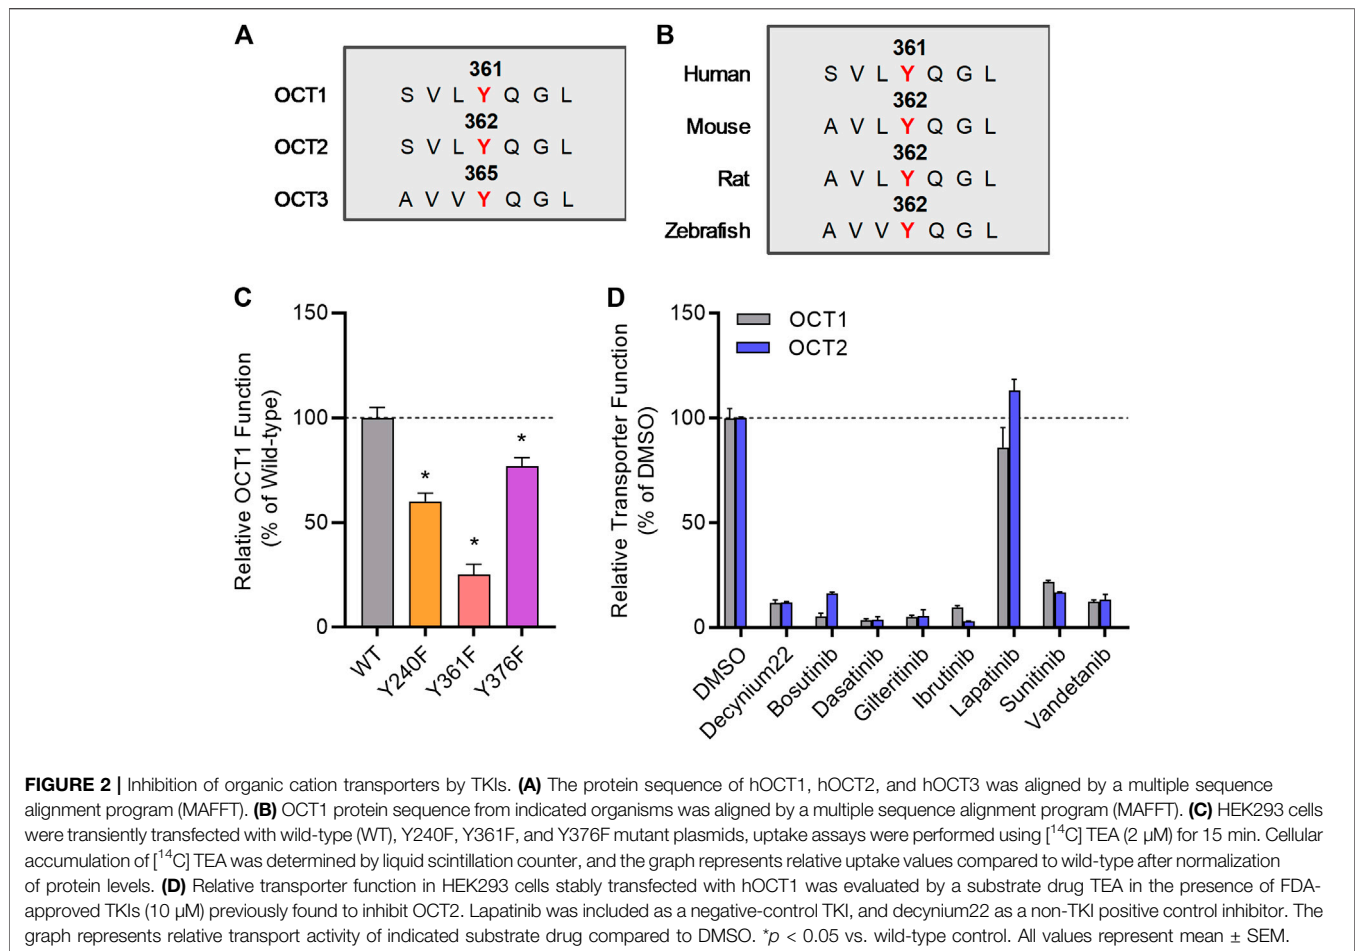 A
361
OCT1 S V L Y Q G L
362
OCT2 S V L Y Q G L
365
OCT3 A V V Y Q G L
B
361
Human S V L Y Q G L
362
Mouse A V L Y Q G L
362
Rat A V L Y Q G L
362
Zebrafish A V V Y Q G L
C
Relative OCT1 Function
(% of Wild-type)
150
100
50
0
*
*
*
WT
Y240F
Y361F
Y376F
D
Relative Transporter Function
(% of DMSO)
150
100
50
0
OCT1
OCT2
DMSO
Decynium22
Bosutinib
Dasatinib
Gilteritinib
Ibrutinib
Lapatinib
Sunitinib
Vandetanib
FIGURE 2 | Inhibition of organic cation transporters by TKIs. (A) The protein sequence of hOCT1, hOCT2, and hOCT3 was aligned by a multiple sequence
alignment program (MAFFT). (B) OCT1 protein sequence from indicated organisms was aligned by a multiple sequence alignment program (MAFFT). (C) HEK293 cells
were transiently transfected with wild-type (WT), Y240F, Y361F, and Y376F mutant plasmids, uptake assays were performed using [¹⁴C] TEA (2 μM) for 15 min. Cellular
accumulation of [¹⁴C] TEA was determined by liquid scintillation counter, and the graph represents relative uptake values compared to wild-type after normalization
of protein levels. (D) Relative transporter function in HEK293 cells stably transfected with hOCT1 was evaluated by a substrate drug TEA in the presence of FDA-
approved TKIs (10 μM) previously found to inhibit OCT2. Lapatinib was included as a negative-control TKI, and decynium22 as a non-TKI positive control inhibitor. The
graph represents relative transport activity of indicated substrate drug compared to DMSO. *p < 0.05 vs. wild-type control. All values represent mean ± SEM.